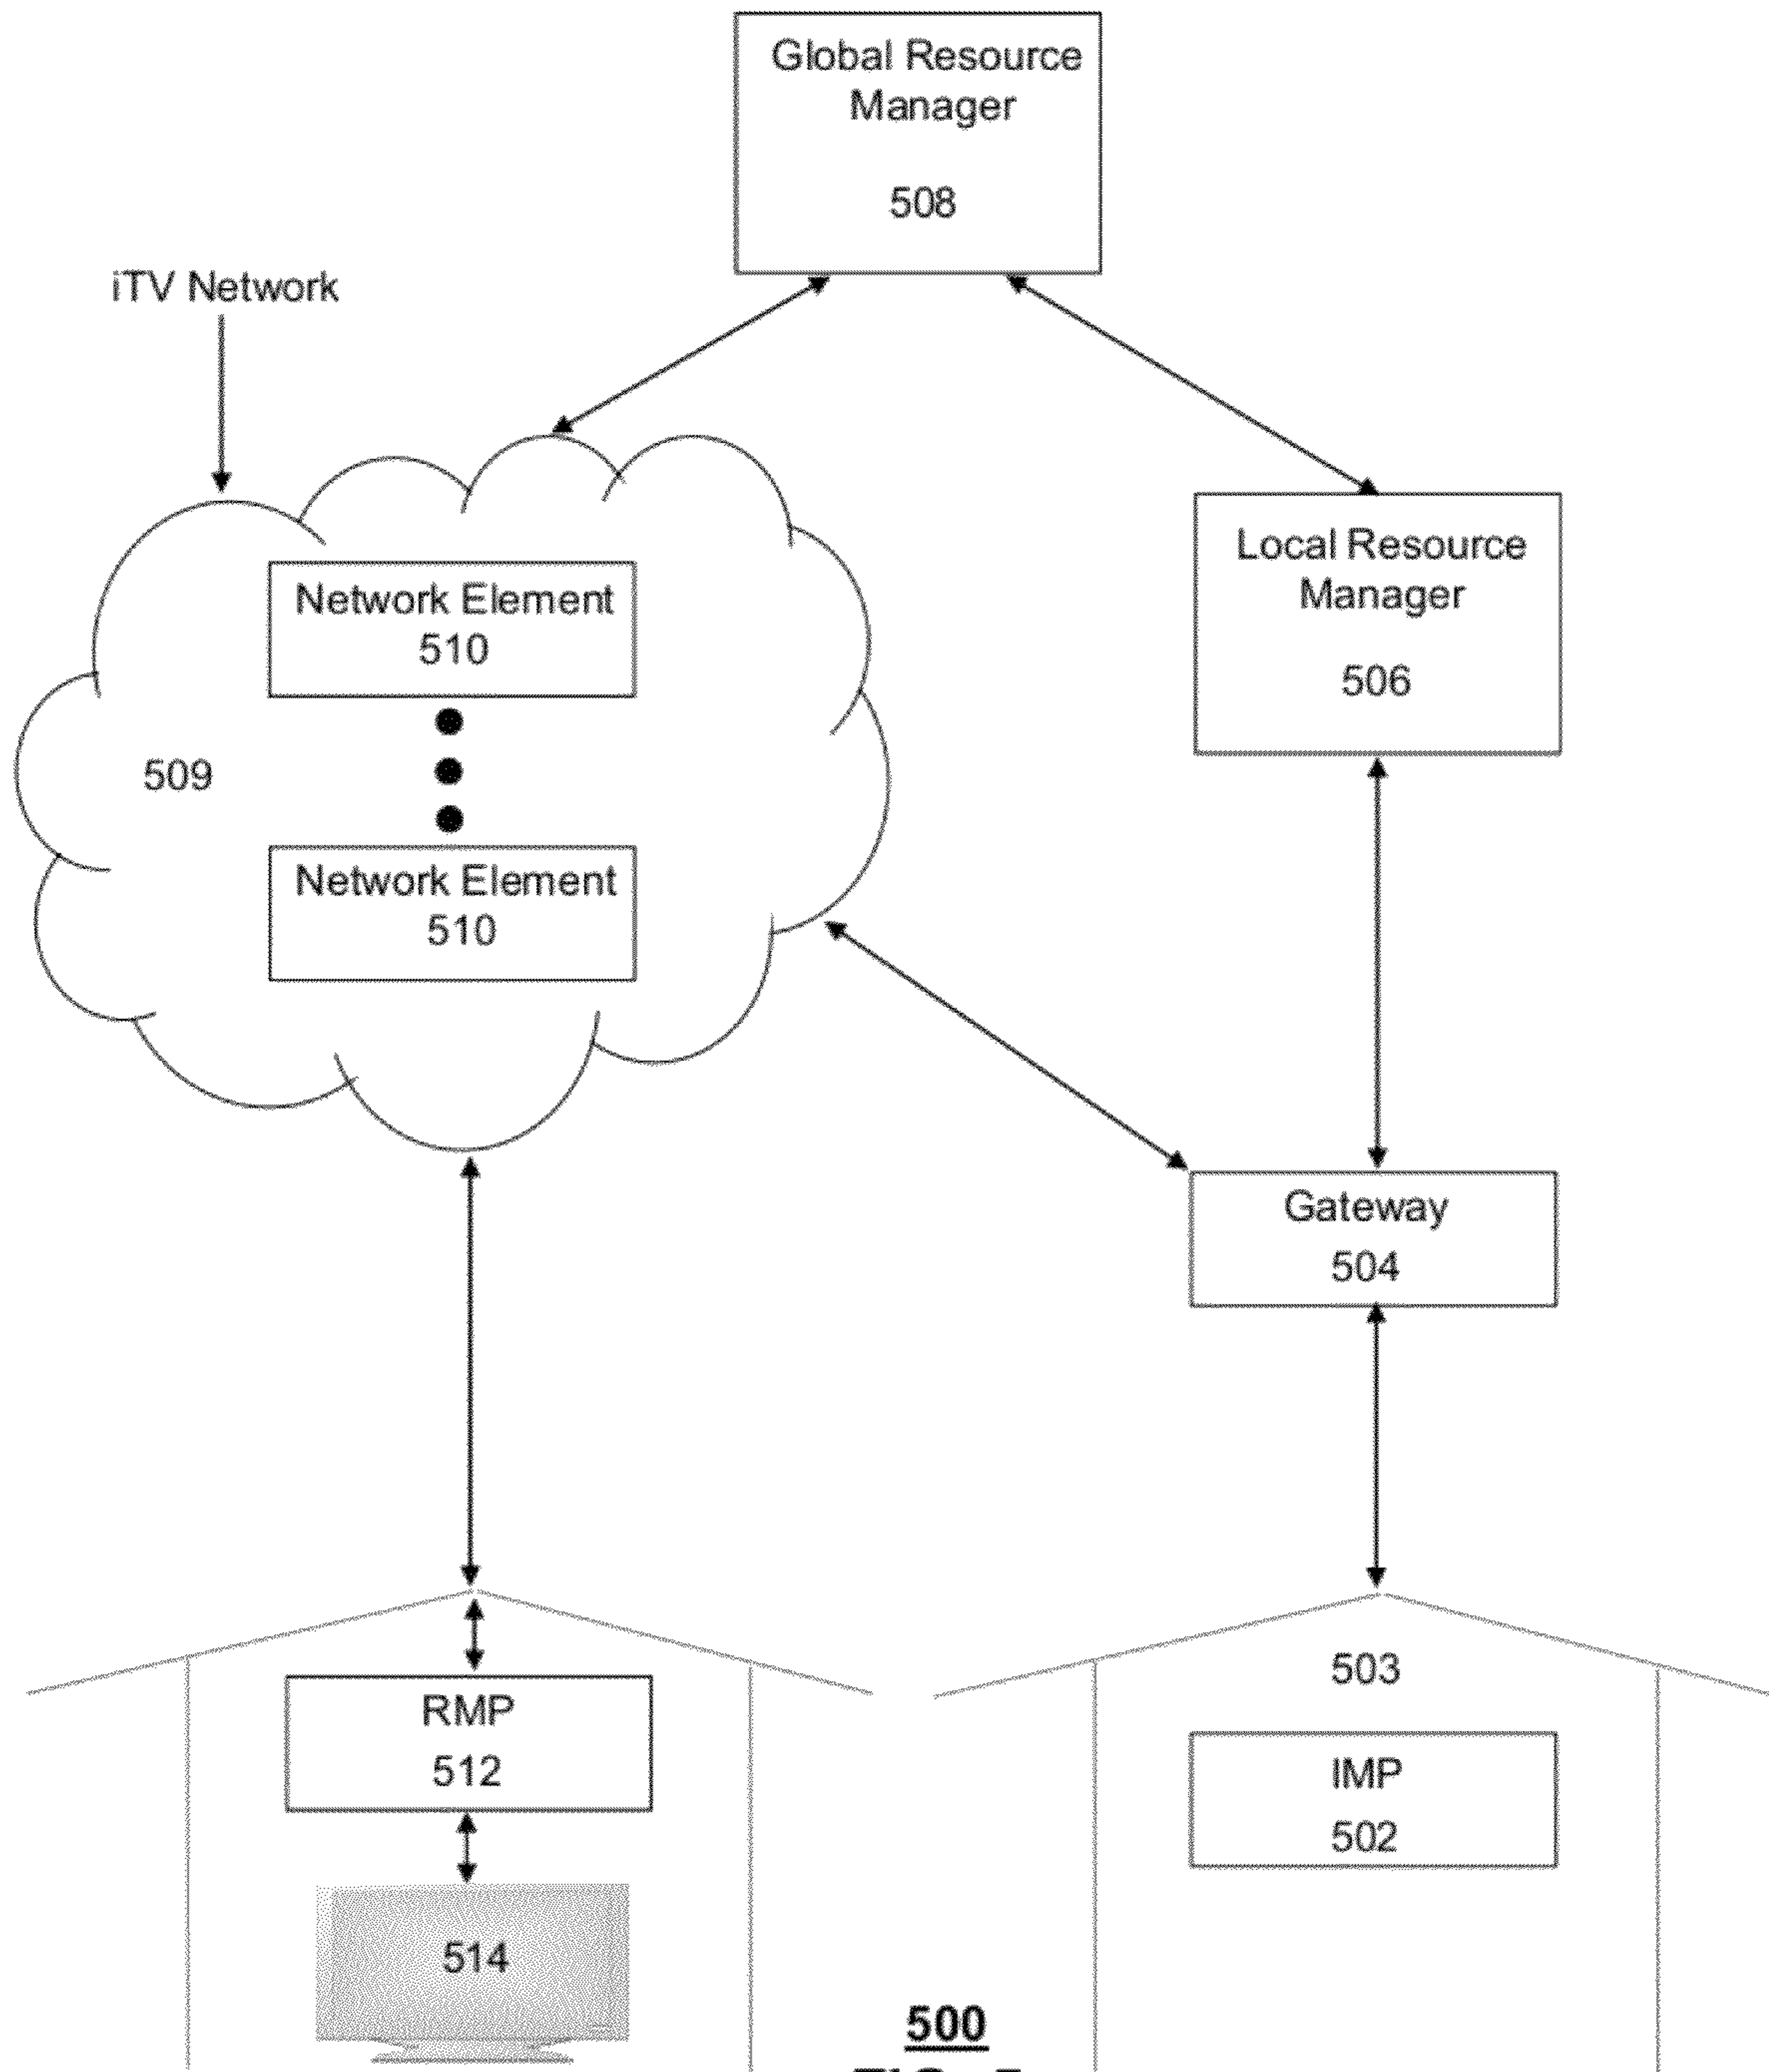 Global Resource
Manager
508
iTV Network
Local Resource
Manager
506
Network Element
510
509
Network Element
510
Gateway
504
503
RMP
512
IMP
502
514
500